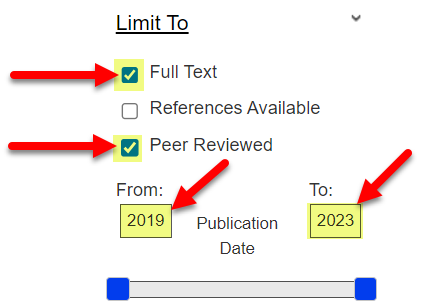 Limit To
Full Text
References Available
Peer Reviewed
From: To:
2019 Publication Date 2023